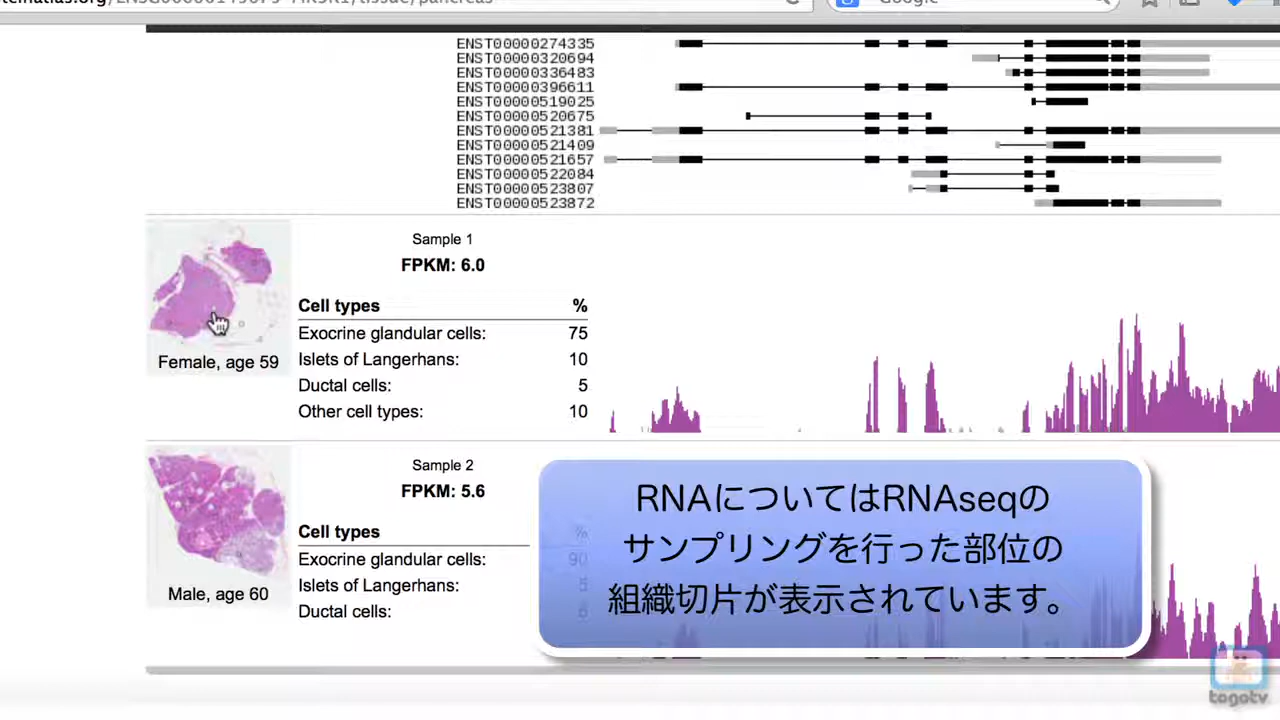 Google
ENST00000274335
ENST00000320694
ENST00000336483
ENST00000396611
ENST00000519025
ENST00000520675
ENST00000521381
ENST00000521409
ENST00000521657
ENST00000522084
ENST00000523807
ENST00000523872
Sample 1
FPKM: 6.0
Cell types %
Exocrine glandular cells: 75
Islets of Langerhans: 10
Ductal cells: 5
Other cell types: 10
Female, age 59
Sample 2
FPKM: 5.6
Cell types %
Exocrine glandular cells: 90
Islets of Langerhans: 5
Ductal cells:
Male, age 60
RNAについてはRNAseqの
サンプリングを行った部位の
組織切片が表示されています。
togotv